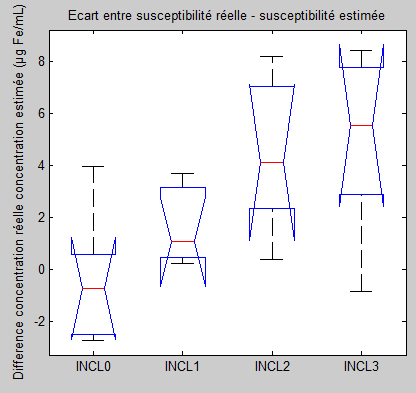 Ecart entre susceptibilité réelle - susceptibilité estimée
Différence concentration réelle concentration estimée (µg Fe/mL)
8
6
4
2
0
-2
INCL0 INCL1 INCL2 INCL3